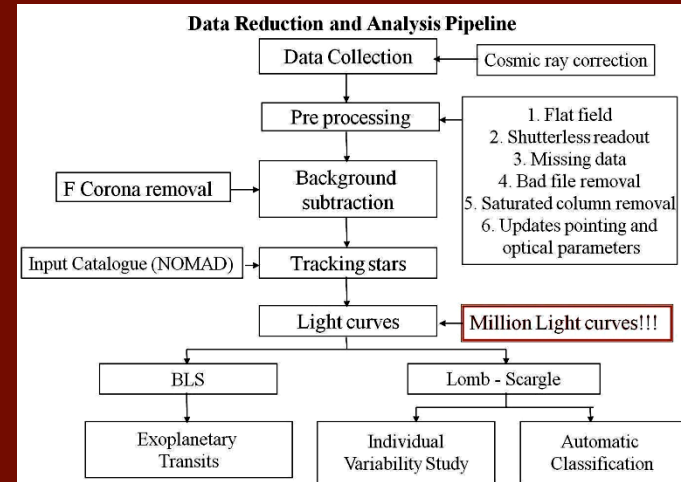 Data Reduction and Analysis Pipeline
Data Collection
Cosmic ray correction
Pre processing
1. Flat field
2. Shutterless readout
3. Missing data
4. Bad file removal
5. Saturated column removal
6. Updates pointing and
optical parameters
F Corona removal
Background
subtraction
Input Catalogue (NOMAD)
Tracking stars
Light curves
Million Light curves!!!
BLS
Lomb - Scargle
Exoplanetary
Transits
Individual
Variability Study
Automatic
Classification